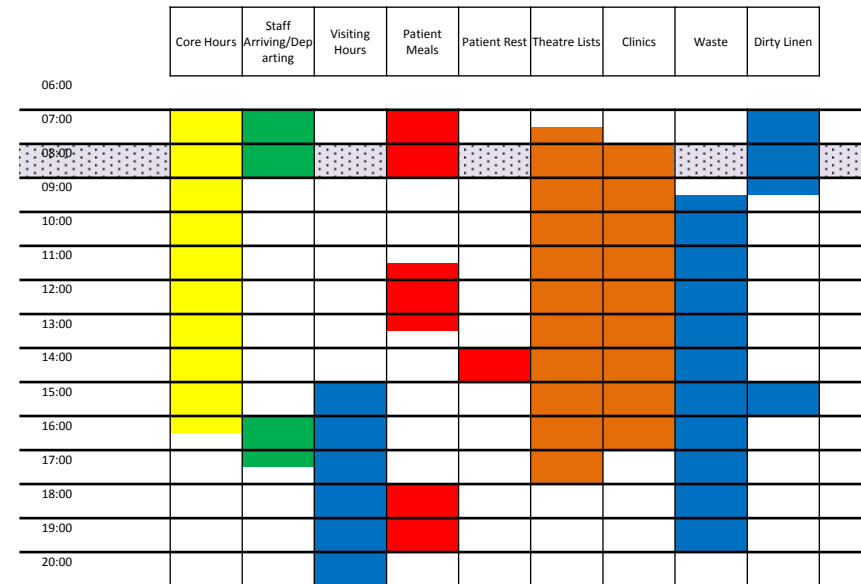 Core Hours
Staff
Arriving/Dep
arting
Visiting
Hours
Patient
Meals
Patient Rest
Theatre Lists
Clinics
Waste
Dirty Linen
06:00
07:00
08:00
09:00
10:00
11:00
12:00
13:00
14:00
15:00
16:00
17:00
18:00
19:00
20:00